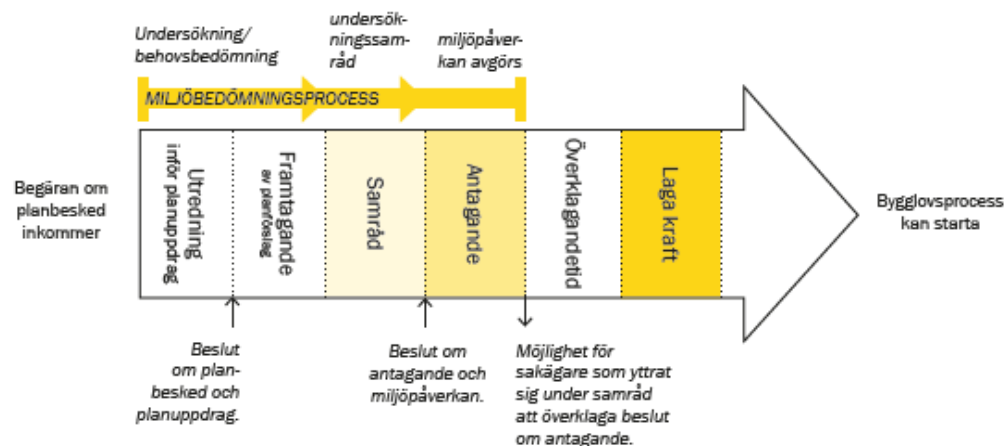 Undersökning/
behovsbedömning
undersök-
ningssam-
råd
miljöpåver-
kan avgörs
MILJÖBEDÖMNINGSPROCESS
Begäran om
planbesked
inkommer
Utredning
inför planuppdrag
Framtagande
av planförslag
Samråd
Antagande
Överklagandetid
Laga kraft
Bygglovsprocess
kan starta
Beslut
om plan-
besked och
planuppdrag.
Beslut om
antagande och
miljöpåverkan.
Möjlighet för
sakägare som yttrat
sig under samråd
att överklaga beslut
om antagande.